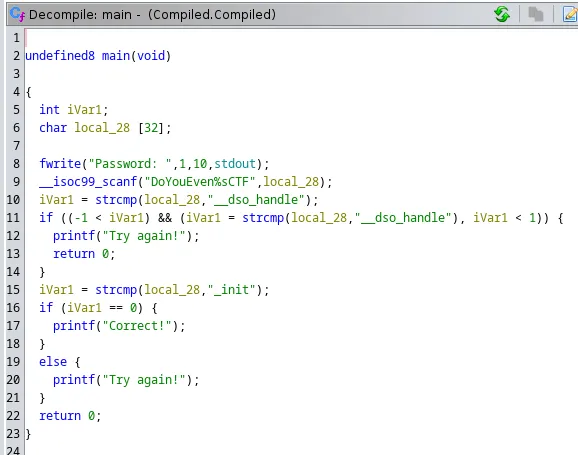 Decompile: main - (Compiled.Compiled)
1
2 undefined8 main(void)
3
4 {
5 int iVar1;
6 char local_28 [32];
7
8 fwrite("Password: ",1,10,stdout);
9 __isoc99_scanf("DoYouEven%sCTF",local_28);
10 iVar1 = strcmp(local_28,"__dso_handle");
11 if ((-1 < iVar1) && (iVar1 = strcmp(local_28,"__dso_handle"), iVar1 < 1)) {
12 printf("Try again!");
13 return 0;
14 }
15 iVar1 = strcmp(local_28,"_init");
16 if (iVar1 == 0) {
17 printf("Correct!");
18 }
19 else {
20 printf("Try again!");
21 }
22 return 0;
23 }
24